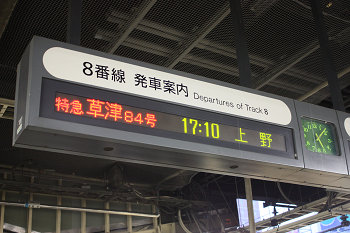 8番線 発車案内 Departures of Track 8
特急 草津84号 17:10 上野